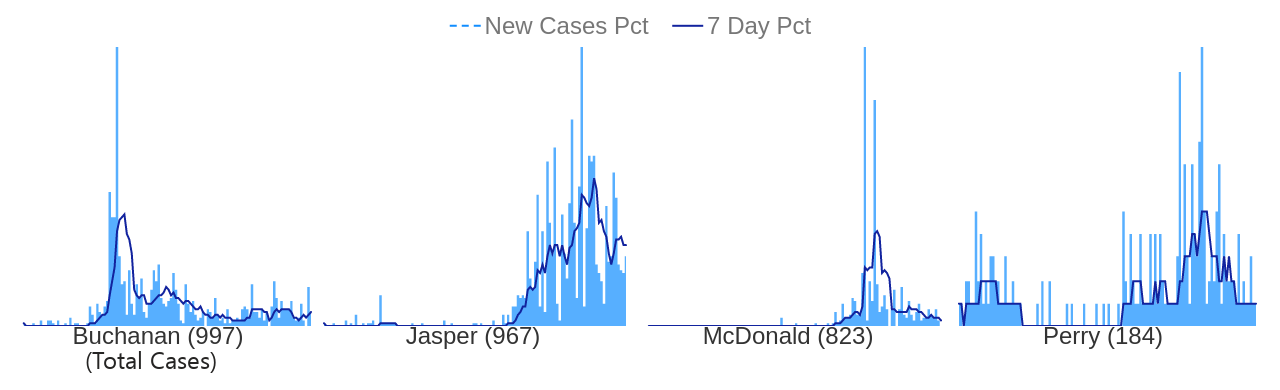 New Cases Pct 7 Day Pct
Buchanan (997) Jasper (967) McDonald (823) Perry (184)
(Total Cases)